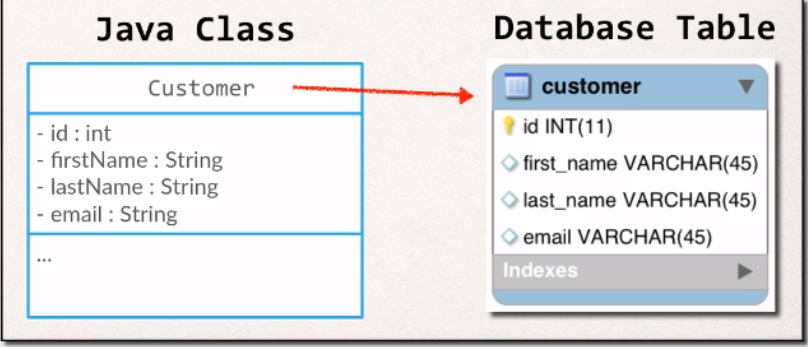 Java Class
Customer
- id : int
- firstName : String
- lastName : String
- email : String
...
Database Table
customer
id INT(11)
first_name VARCHAR(45)
last_name VARCHAR(45)
email VARCHAR(45)
Indexes